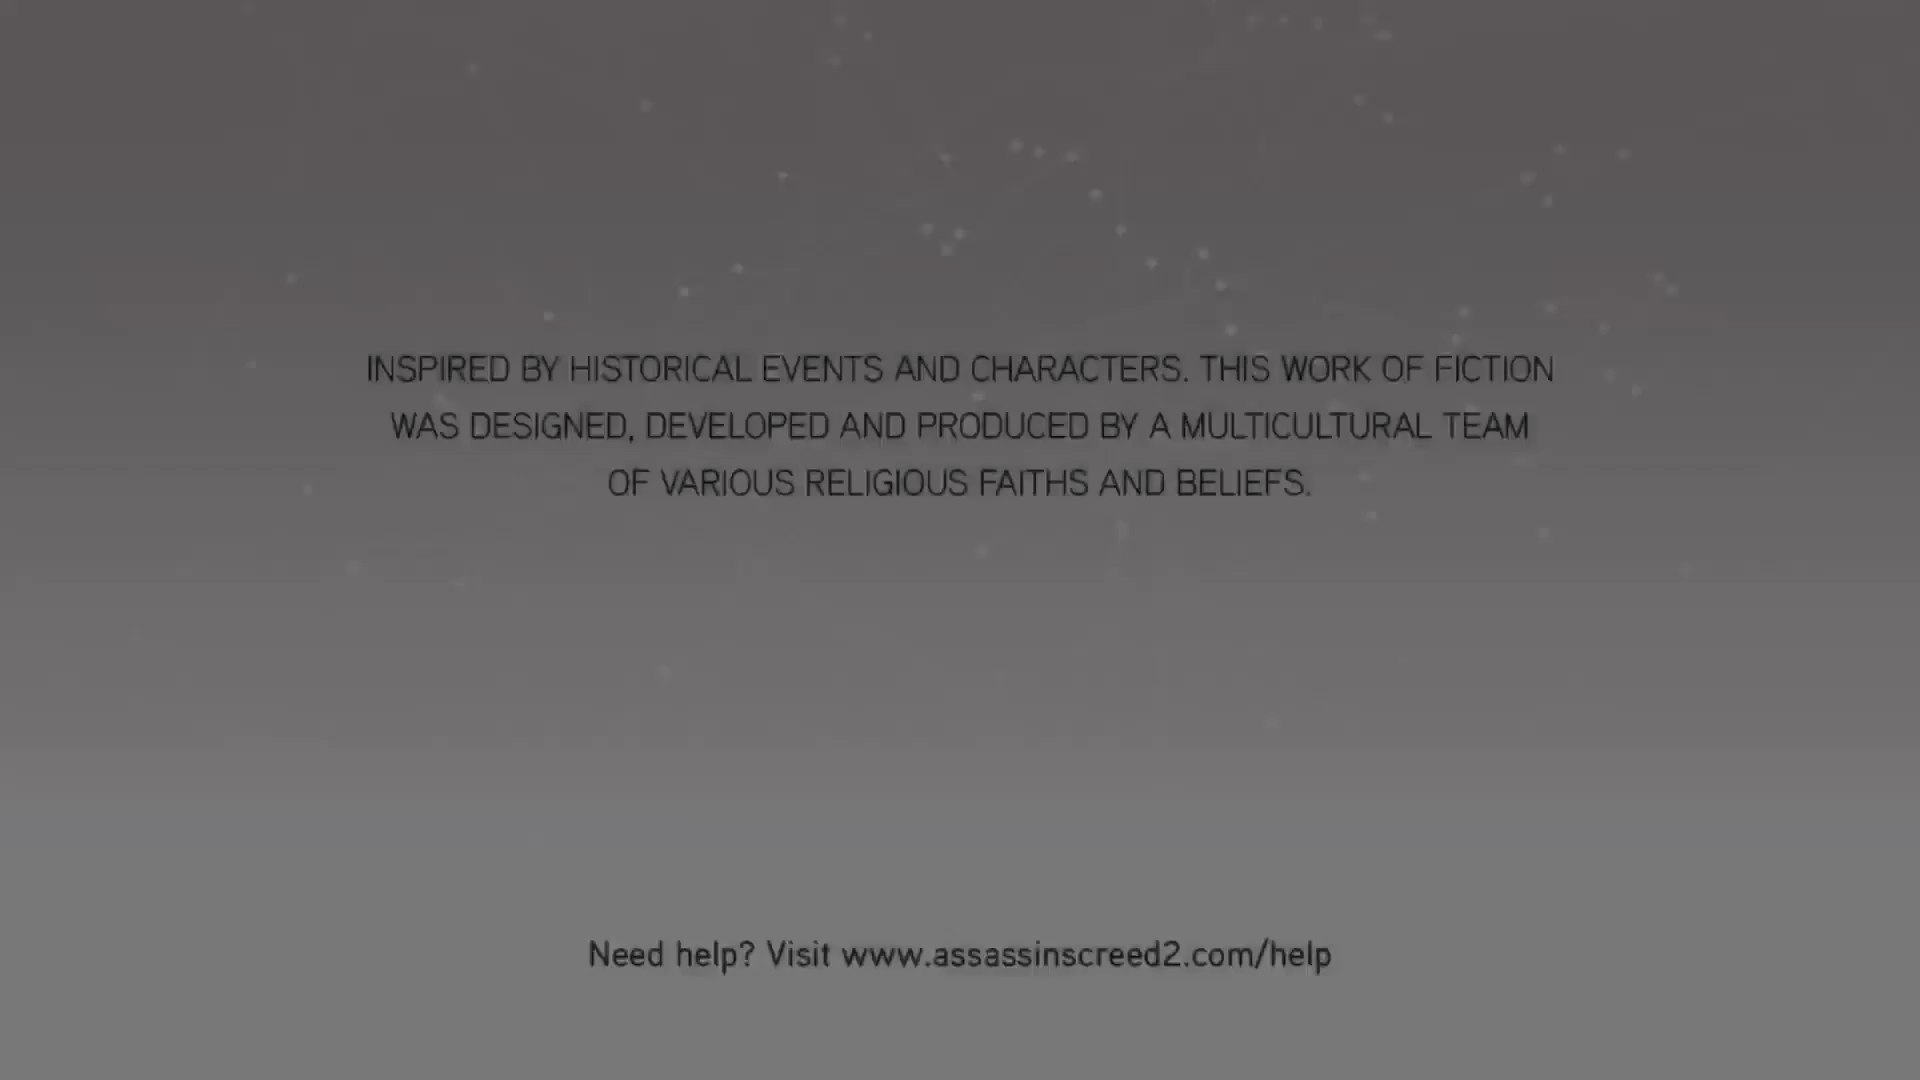 INSPIRED BY HISTORICAL EVENTS AND CHARACTERS. THIS WORK OF FICTION
WAS DESIGNED, DEVELOPED AND PRODUCED BY A MULTICULTURAL TEAM
OF VARIOUS RELIGIOUS FAITHS AND BELIEFS.
Need help? Visit www.assassinscreed2.com/help